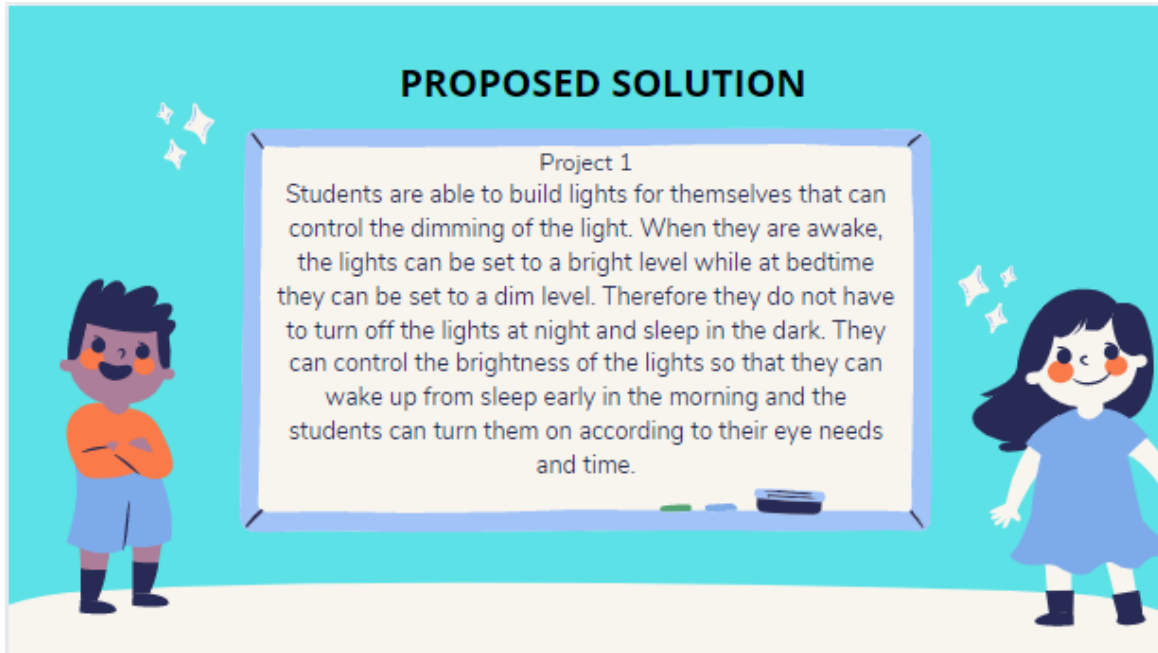 PROPOSED SOLUTION
Project 1
Students are able to build lights for themselves that can
control the dimming of the light. When they are awake,
the lights can be set to a bright level while at bedtime
they can be set to a dim level. Therefore they do not have
to turn off the lights at night and sleep in the dark. They
can control the brightness of the lights so that they can
wake up from sleep early in the morning and the
students can turn them on according to their eye needs
and time.